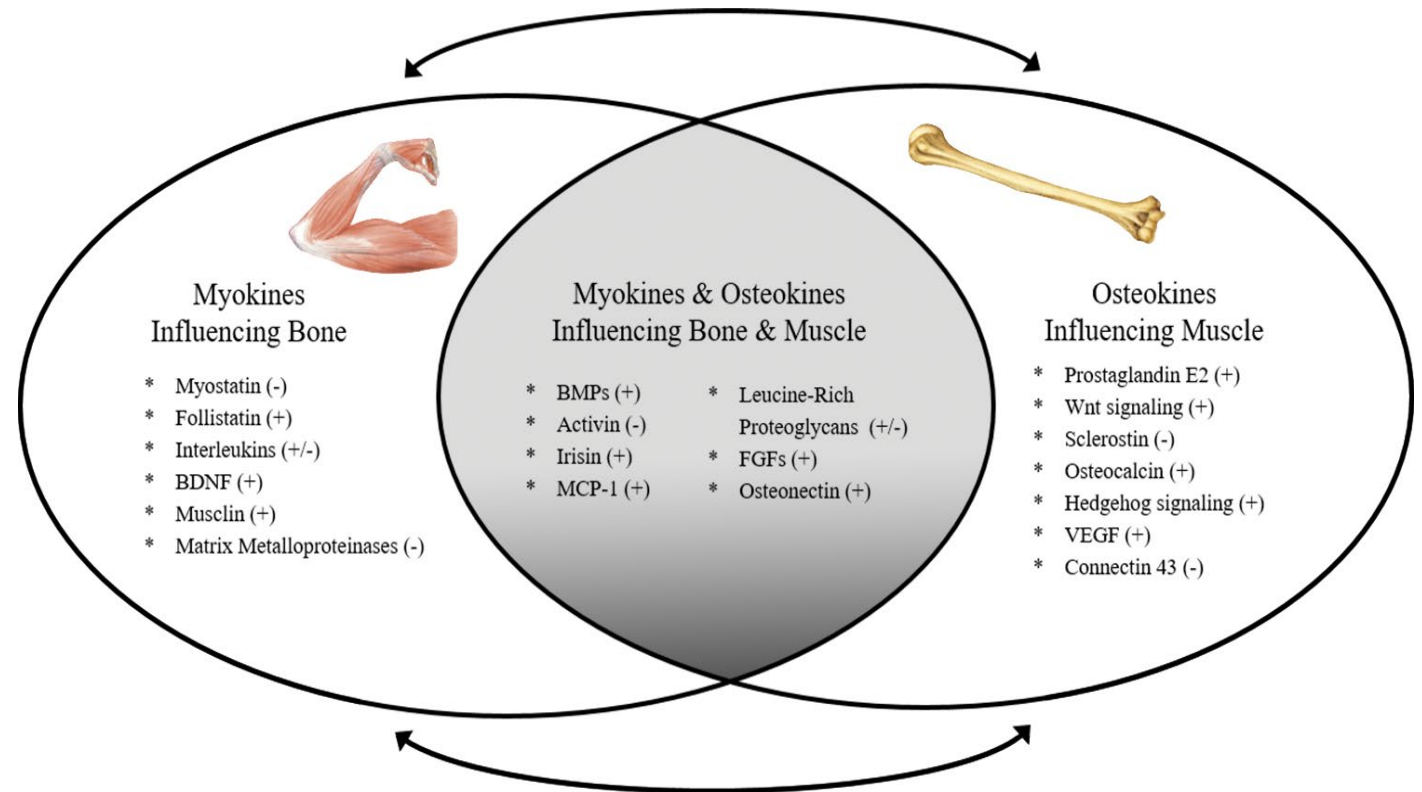 Myokines
Influencing Bone
* Myostatin (-)
* Follistatin (+)
* Interleukins (+/-)
* BDNF (+)
* Musclin (+)
* Matrix Metalloproteinases (-)
Myokines & Osteokines
Influencing Bone & Muscle
* BMPs (+)
* Activin (-)
* Irisin (+)
* MCP-1 (+)
* Leucine-Rich
Proteoglycans (+/-)
* FGFs (+)
* Osteonectin (+)
Osteokines
Influencing Muscle
* Prostaglandin E2 (+)
* Wnt signaling (+)
* Sclerostin (-)
* Osteocalcin (+)
* Hedgehog signaling (+)
* VEGF (+)
* Connectin 43 (-)